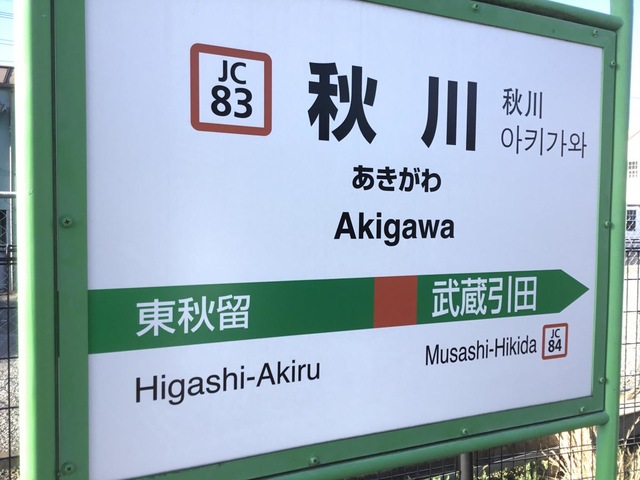 JC
83
秋川
あきがわ
Akigawa
秋川
아키가와
東秋留
武蔵引田
Higashi-Akiru
Musashi-Hikida
JC
84